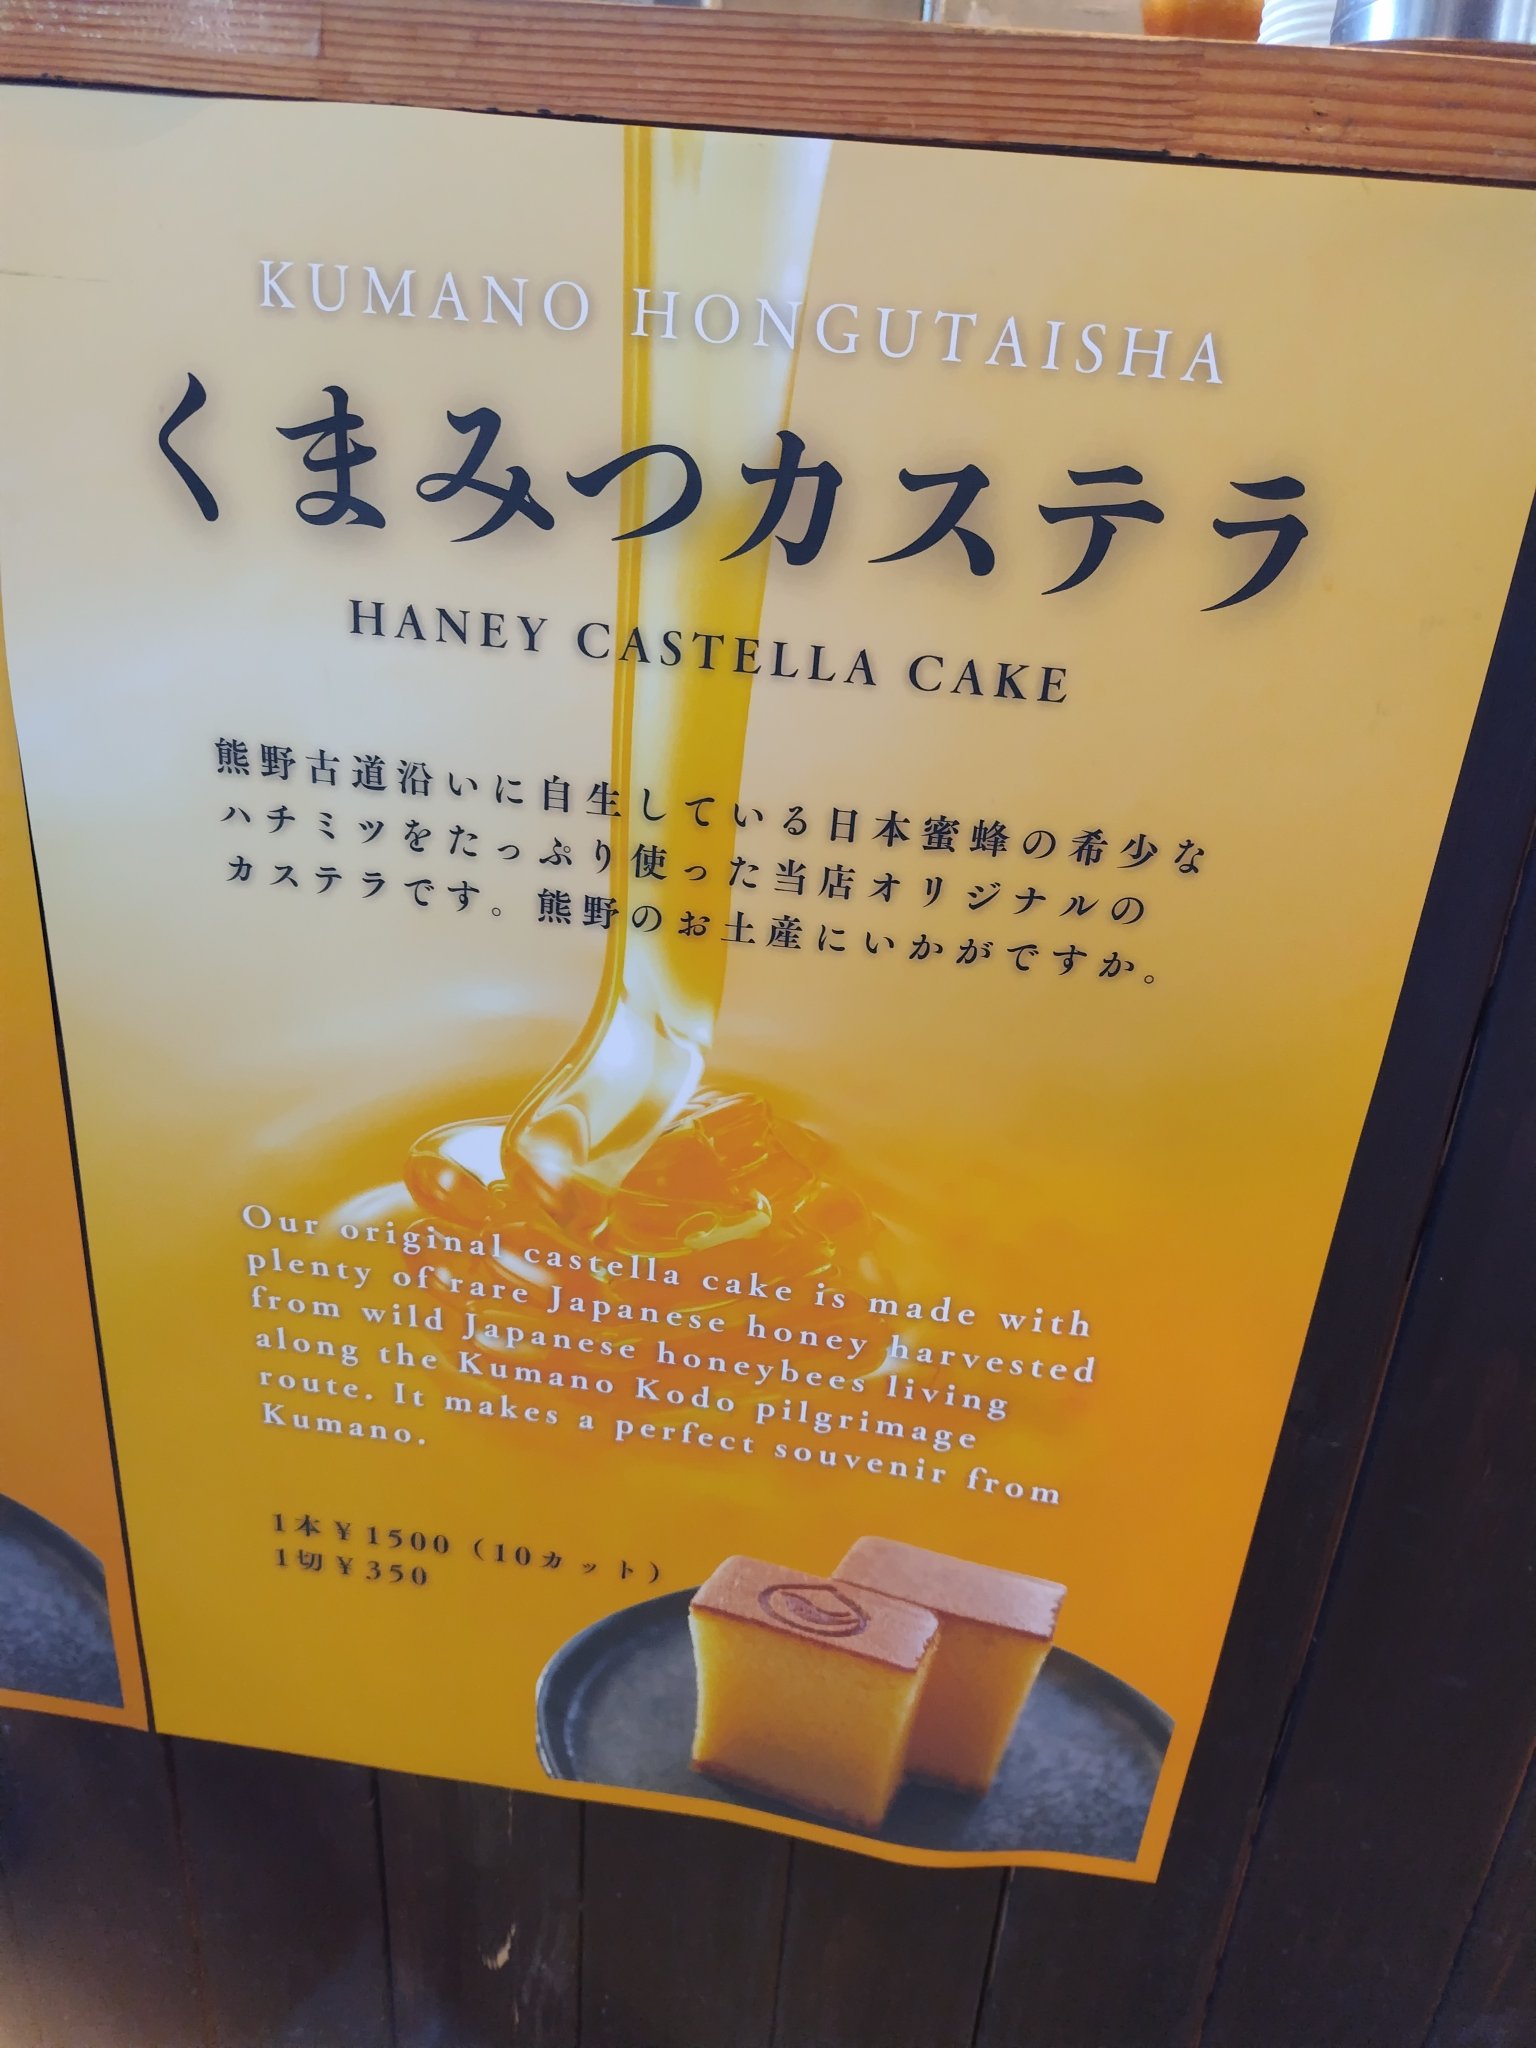 KUMANO HONGUTAISHA
くまみつカステラ
HANEY CASTELLA CAKE
熊野古道沿いに自生している日本蜜蜂の希少な
ハチミツをたっぷり使った当店オリジナルの
カステラです。熊野のお土産にいかがですか。
Our original castella cake is made with
plenty of rare Japanese honey harvested
from wild Japanese honeybees living
along the Kumano Kodo pilgrimage
route. It makes a perfect souvenir from
Kumano.
1本￥1500（10カット）
1切￥350